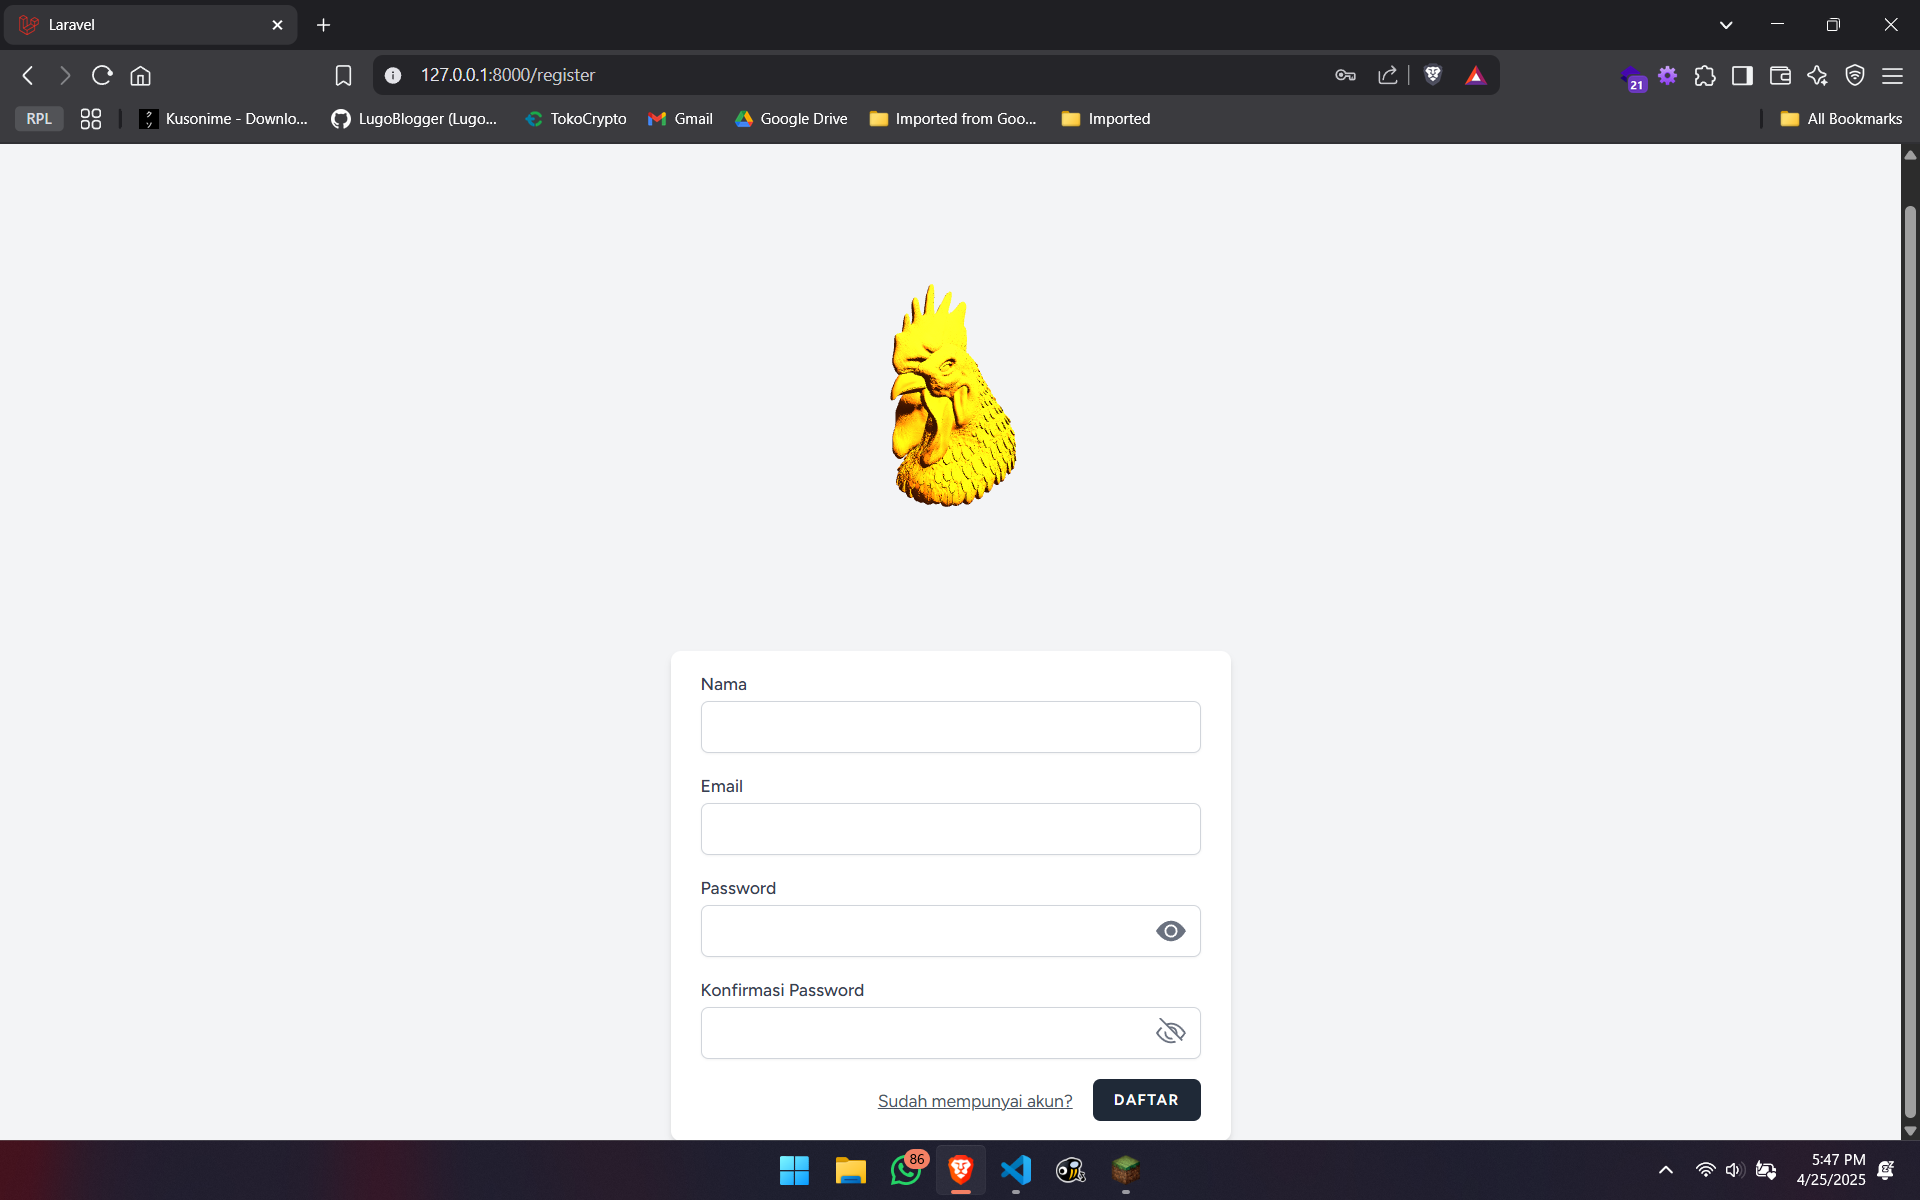 Laravel
127.0.0.1:8000/register
21
RPL
Kusonime - Downlo...
LugoBlogger (Lugo...
TokoCrypto
Gmail
Google Drive
Imported from Goo...
Imported
All Bookmarks
Nama
Email
Password
Konfirmasi Password
Sudah mempunyai akun?
DAFTAR
86
5:47 PM
4/25/2025